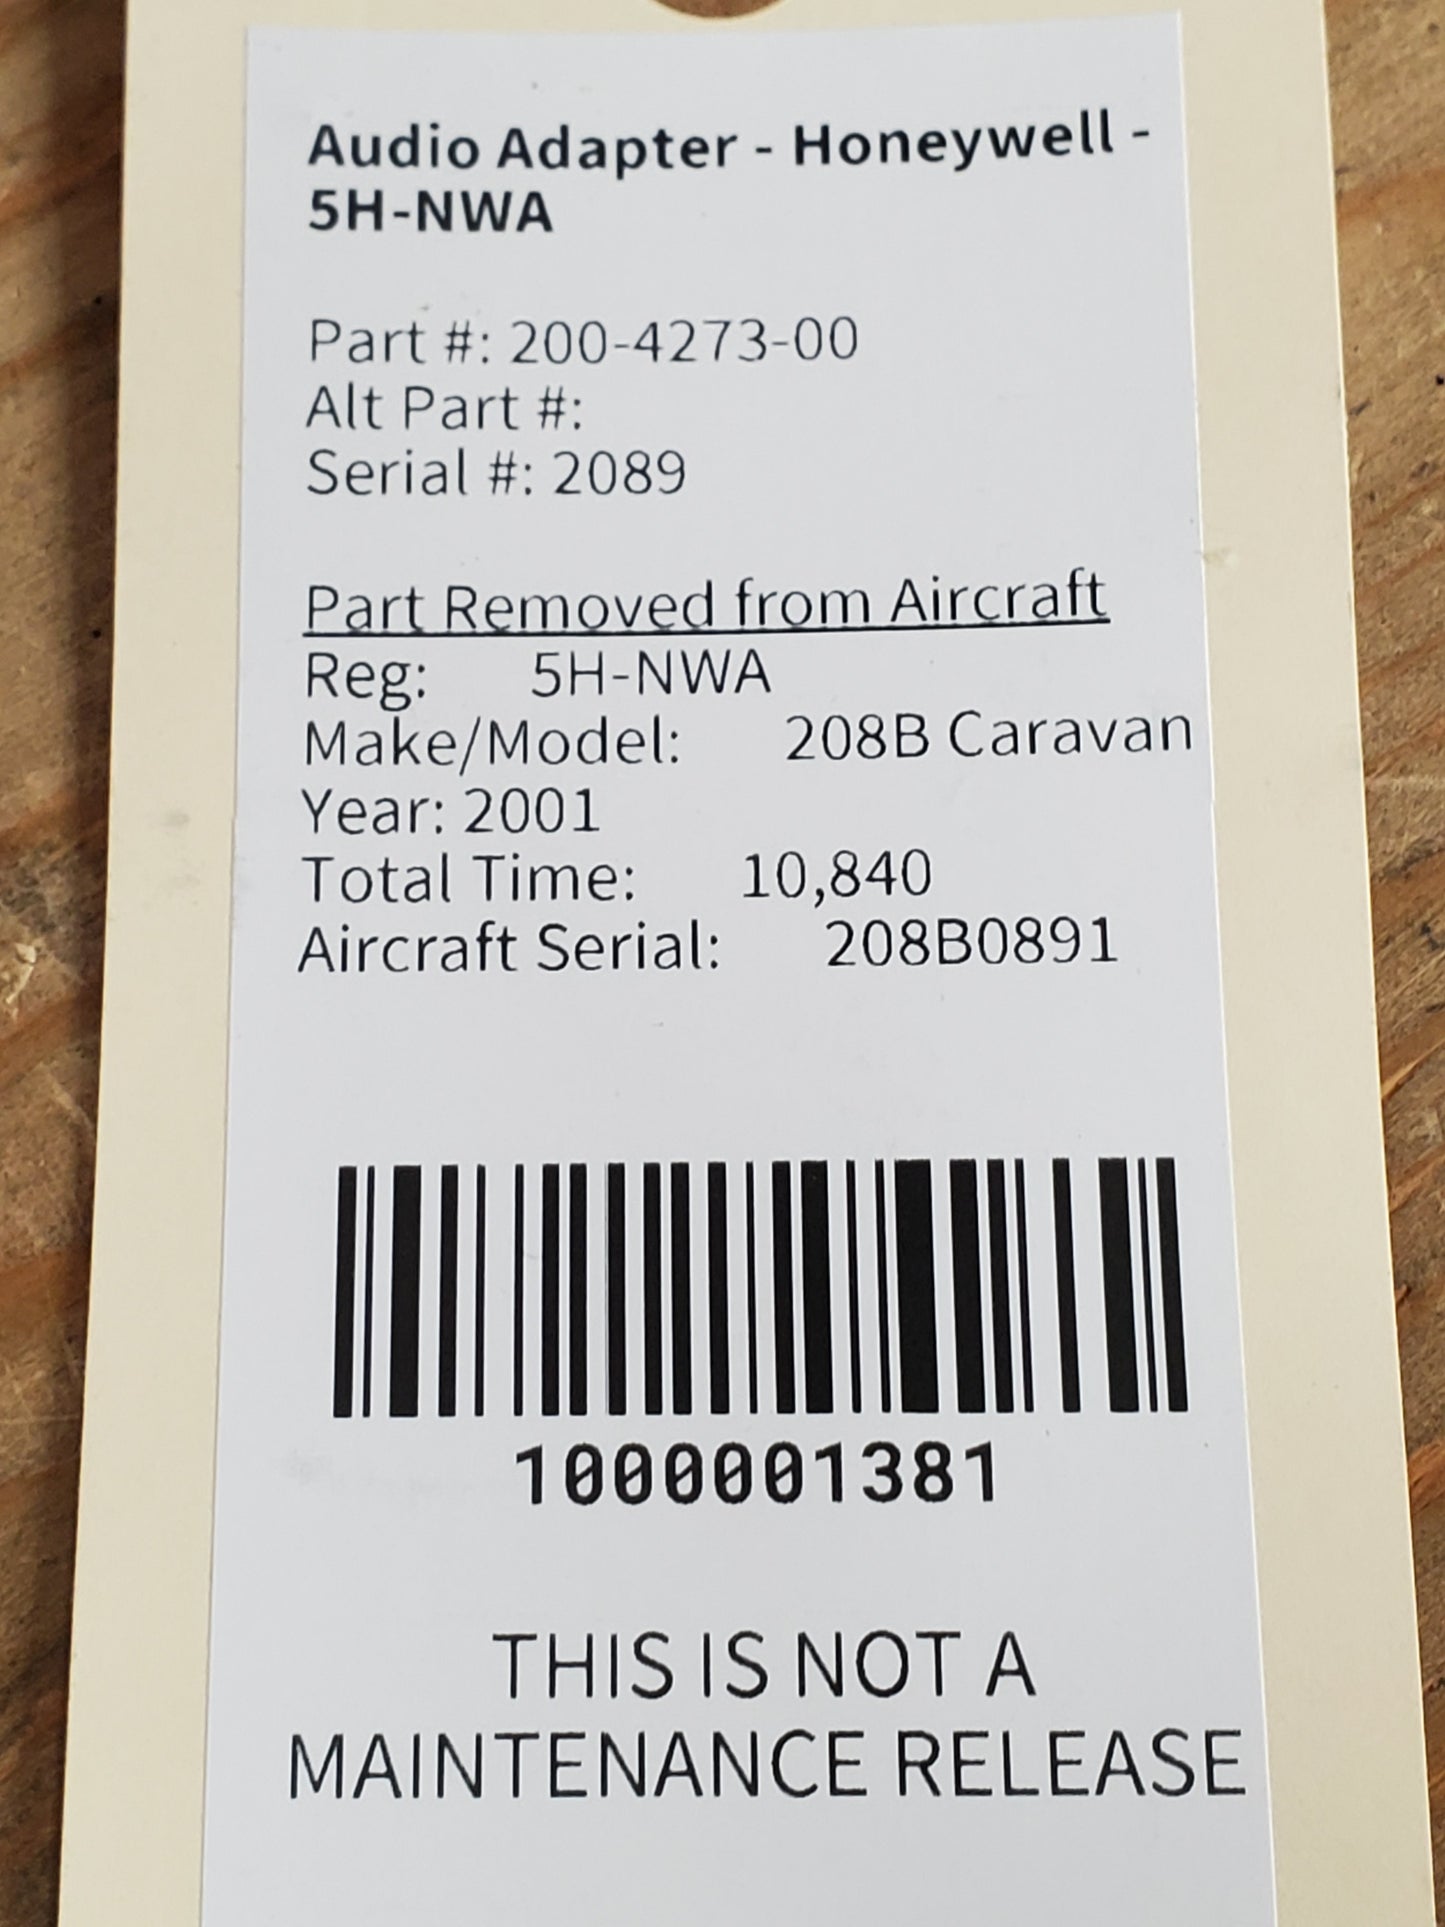 Audio Adapter - Honeywell -
5H-NWA
Part #: 200-4273-00
Alt Part #:
Serial #: 2089
Part Removed from Aircraft
Reg: 5H-NWA
Make/Model: 208B Caravan
Year: 2001
Total Time: 10,840
Aircraft Serial: 208B0891
1000001381
THIS IS NOT A
MAINTENANCE RELEASE